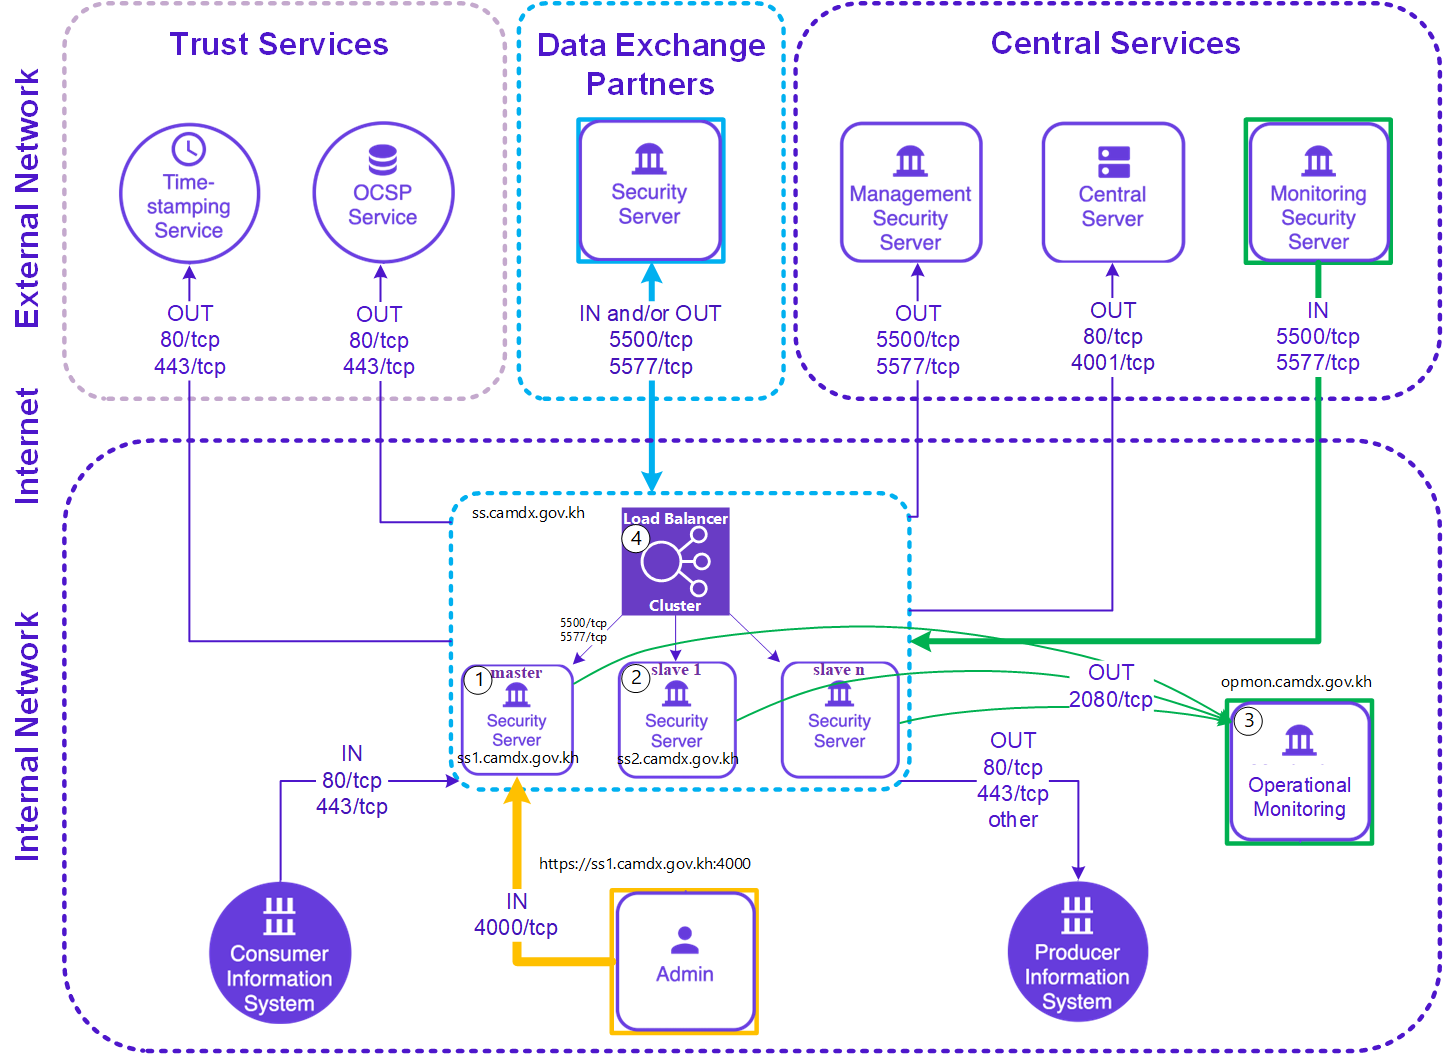 Trust Services
Data Exchange
Partners
Central Services
External Network
Internet
Internal Network
Time-
stamping
Service
OCSP
Service
Security
Server
Management
Security
Server
Central
Server
Monitoring
Security
Server
OUT
80/tcp
443/tcp
OUT
80/tcp
443/tcp
IN and/or OUT
5500/tcp
5577/tcp
OUT
5500/tcp
5577/tcp
OUT
80/tcp
4001/tcp
IN
5500/tcp
5577/tcp
ss.camdx.gov.kh
Load Balancer
4
Cluster
5500/tcp
5577/tcp
1
master
Security
Server
ss1.camdx.gov.kh
2
slave 1
Security
Server
ss2.camdx.gov.kh
slave n
Security
Server
OUT
2080/tcp
opmon.camdx.gov.kh
3
Operational
Monitoring
IN
80/tcp
443/tcp
OUT
80/tcp
443/tcp
other
https://ss1.camdx.gov.kh:4000
IN
4000/tcp
Consumer
Information
System
Admin
Producer
Information
System